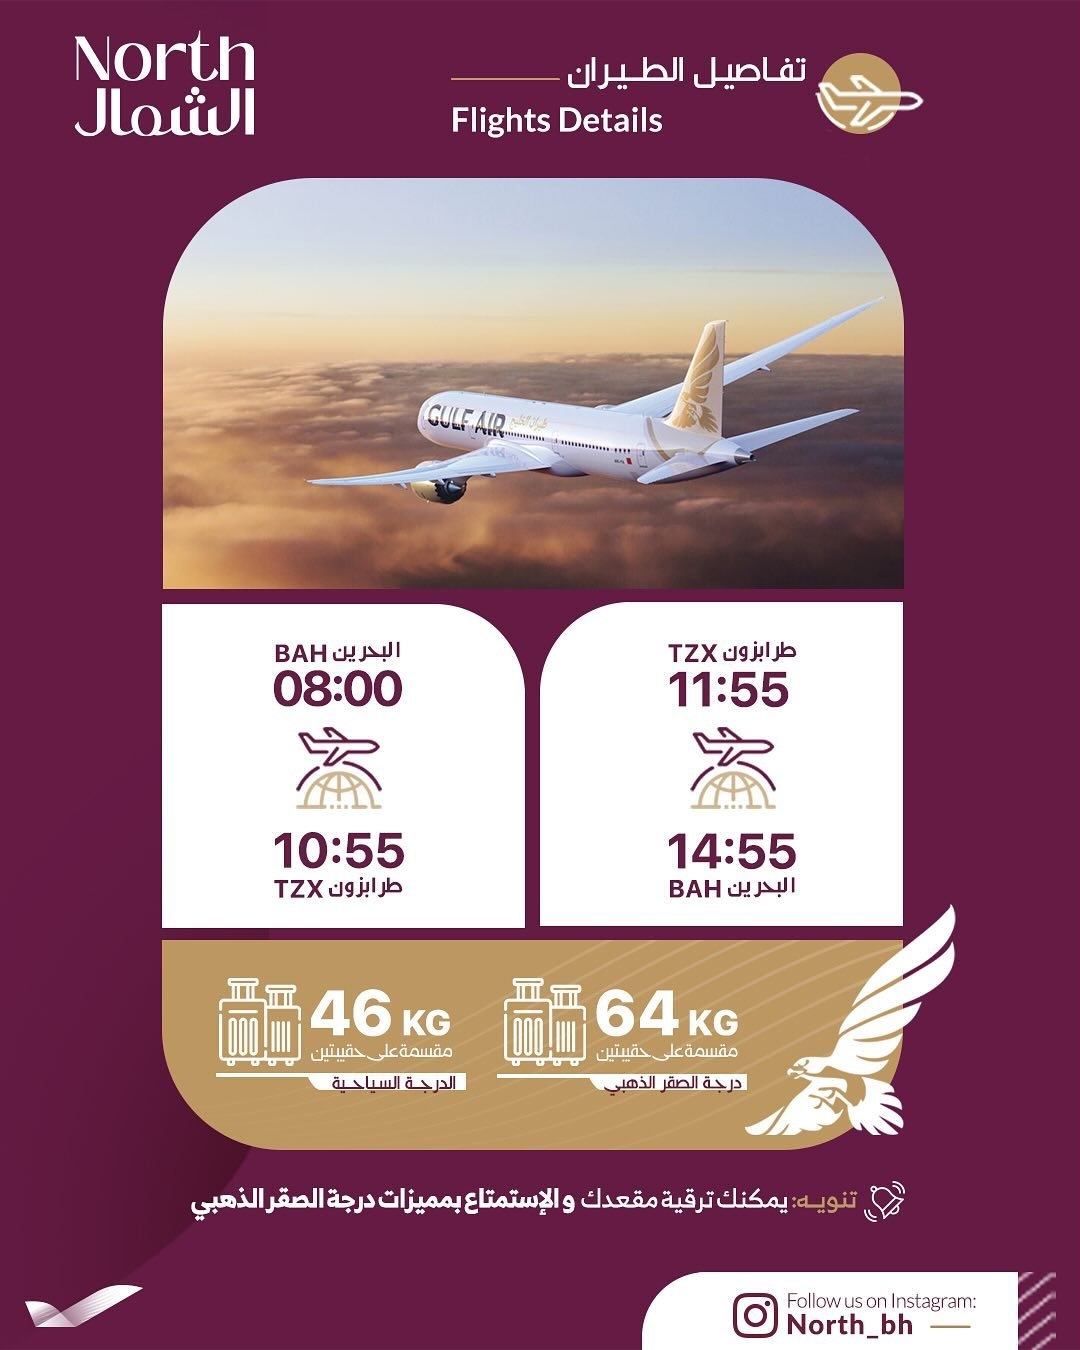 North
الشمال
تفاصيل الطيران
Flights Details
GULF AIR طيران الخليج
البحرين BAH
08:00
10:55
طرابزون TZX
طرابزون TZX
11:55
14:55
البحرين BAH
46 KG
مقسمة على حقيبتين
الدرجة السياحية
64 KG
مقسمة على حقيبتين
درجة الصقر الذهبي
تنويه: يمكنك ترقية مقعدك والإستمتاع بمميزات درجة الصقر الذهبي
Follow us on Instagram:
North_bh